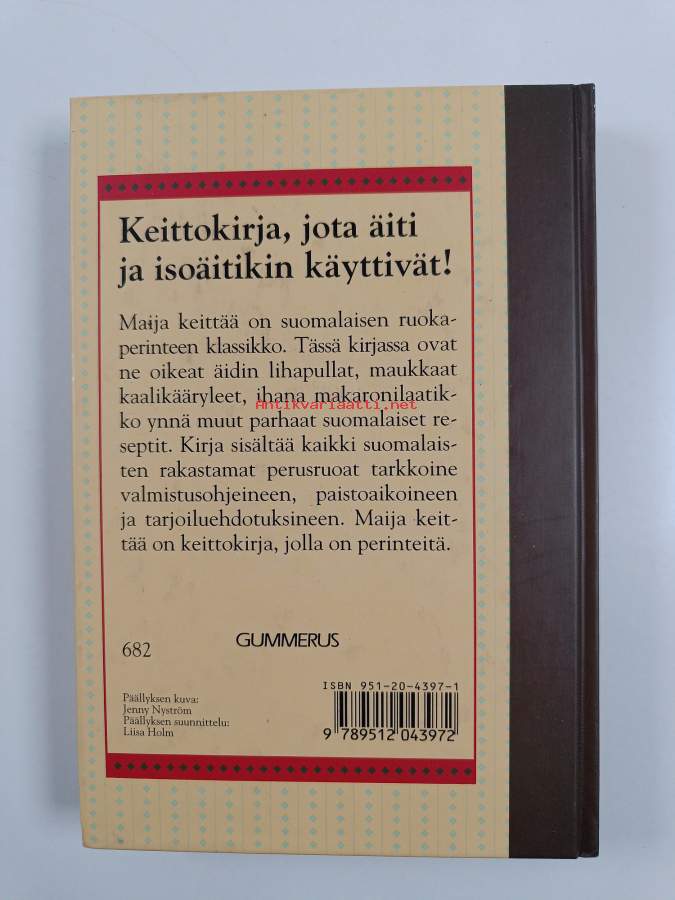 Keittokirja, jota äiti
ja isoäitikin käyttivät!
Maija keittää on suomalaisen ruoka-
perinteen klassikko. Tässä kirjassa ovat
ne oikeat äidin lihapullat, maukkaat
kaalikääryleet, ihana makaronilaatik-
Antikvariaatti.net
ko ynnä muut parhaat suomalaiset re-
septit. Kirja sisältää kaikki suomalais-
ten rakastamat perusruoat tarkkoine
valmistusohjeineen, paistoaikoineen
ja tarjoiluehdotuksineen. Maija keit-
tää on keittokirja, jolla on perinteitä.
682
GUMMERUS
ISBN 951-20-4397-1
Päällyksen kuva:
Jenny Nyström
Päällyksen suunnittelu:
Liisa Holm
9 789512 043972